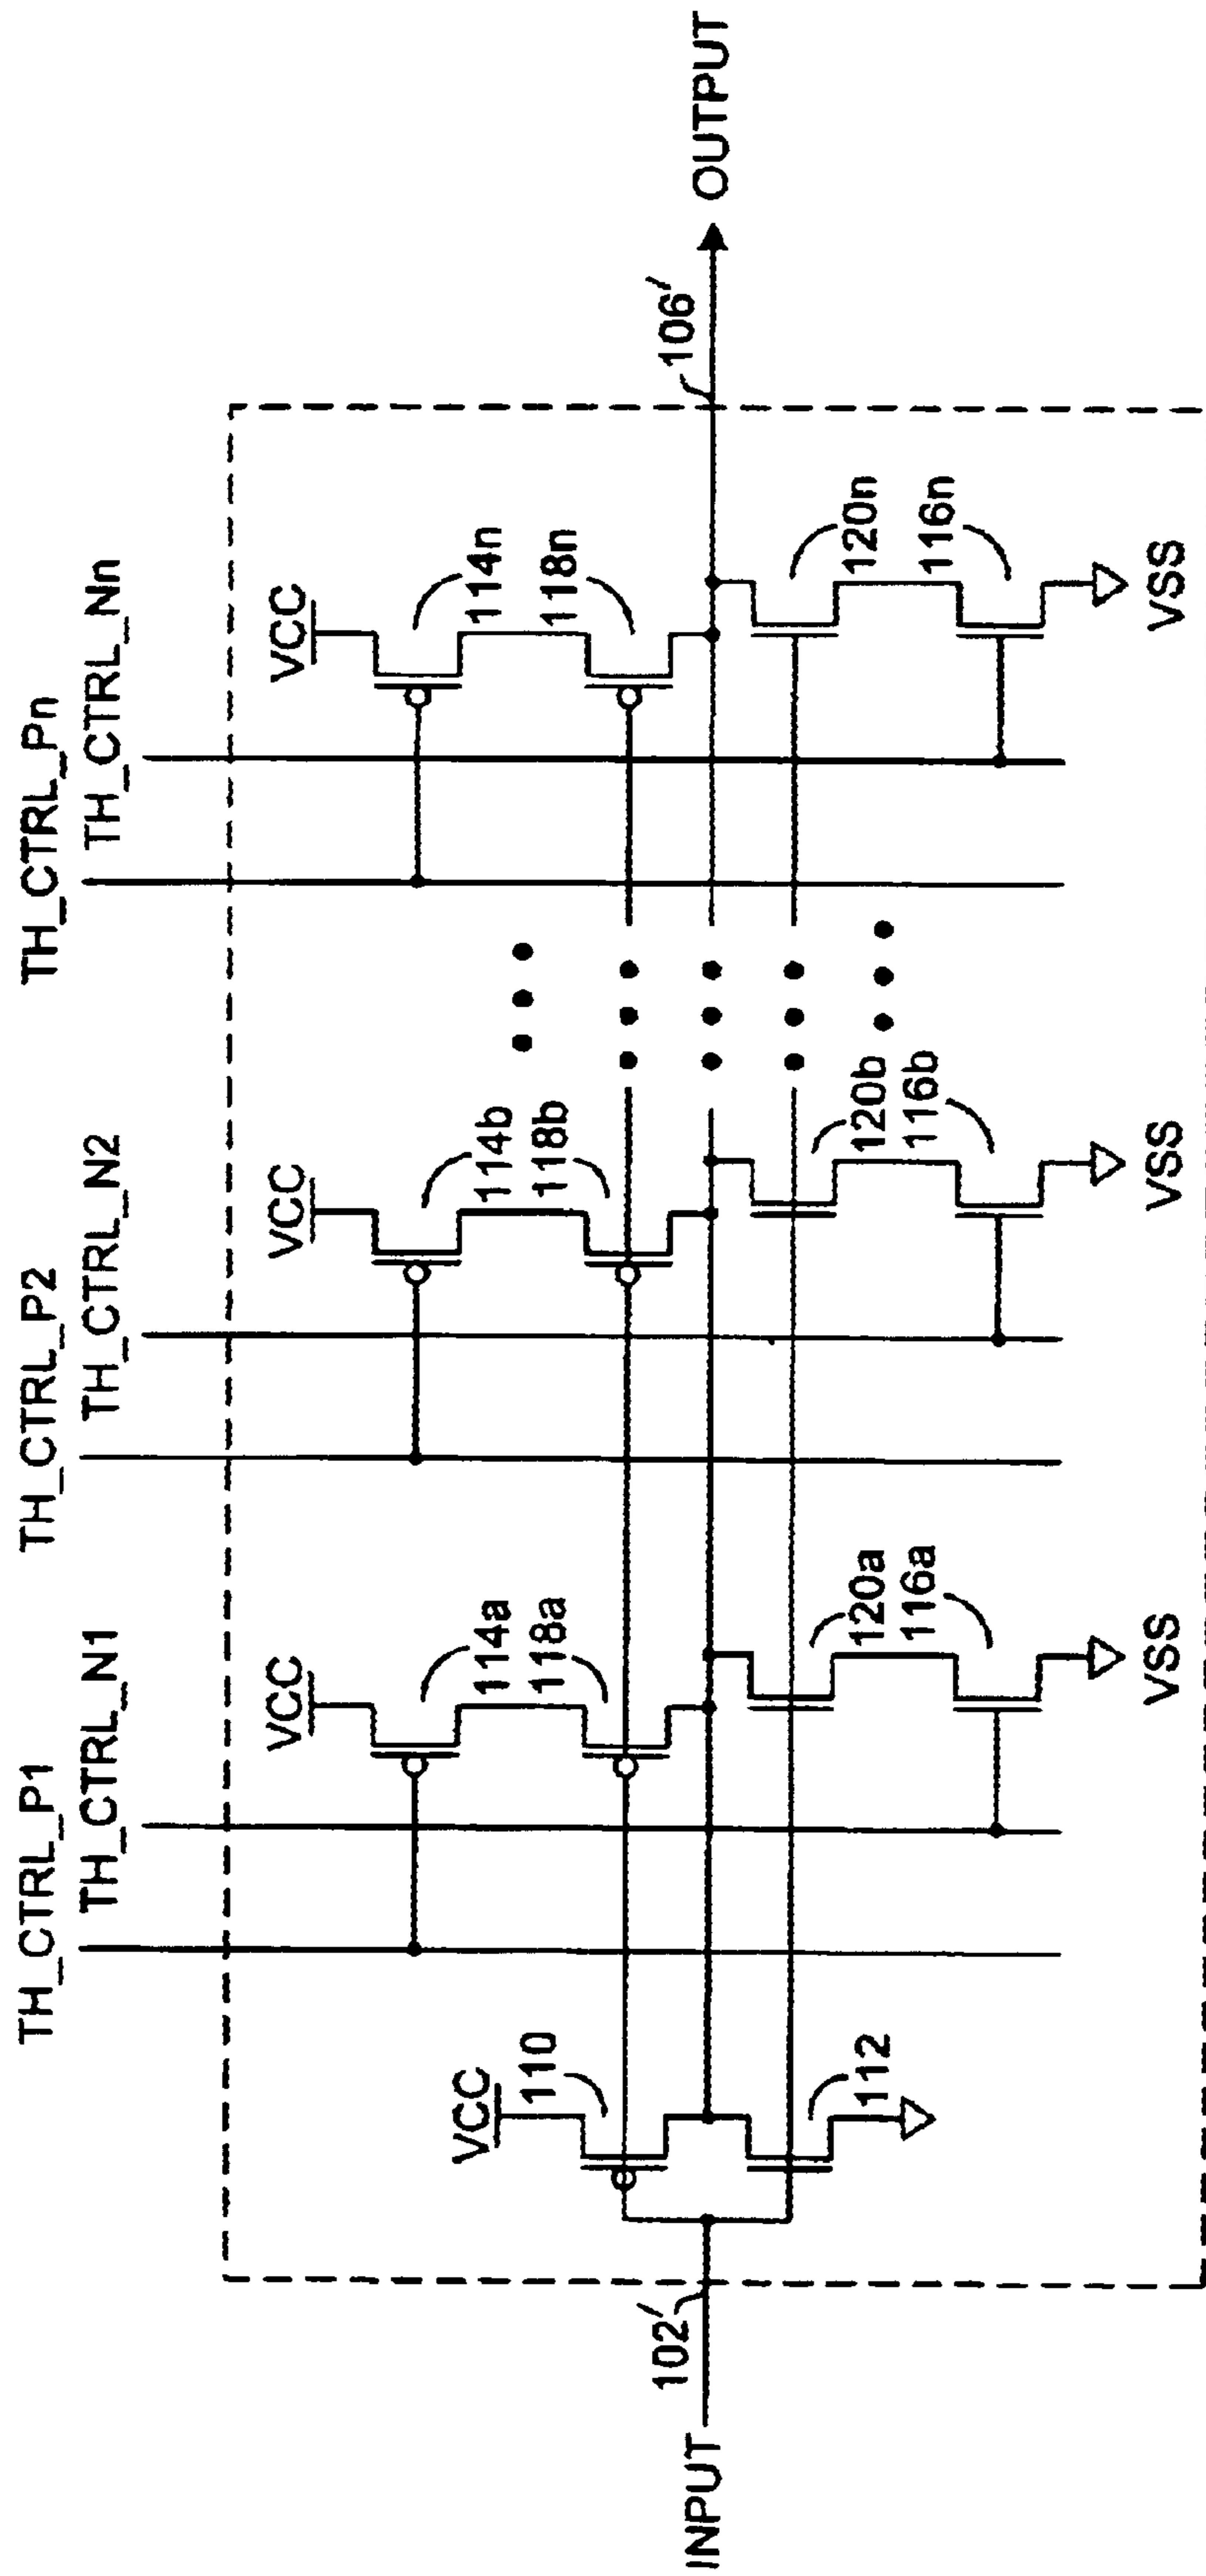 TH_CTRL_P1
TH_CTRL_N1
TH_CTRL_P2
TH_CTRL_N2
TH_CTRL_Pn
TH_CTRL_Nn
VCC
110
112
VCC
114a
118a
120a
116a
VSS
VCC
114b
118b
120b
116b
VSS
VCC
114n
118n
120n
116n
VSS
INPUT
102'
106'
OUTPUT